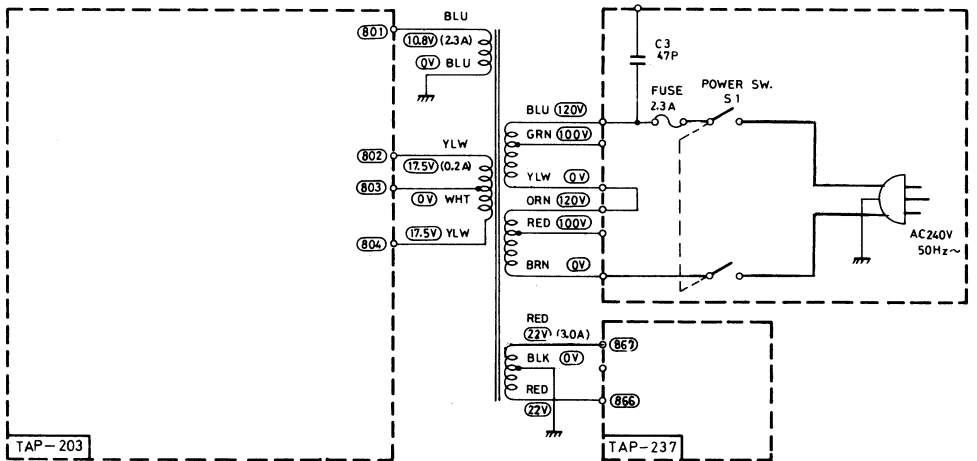 BLU
801
10.8V (2.3A)
0V BLU
C3
47P
FUSE
2.3A
POWER SW.
S1
BLU 120V
GRN 100V
YLW
802
17.5V (0.2A)
803
0V WHT
17.5V YLW
804
YLW 0V
ORN 120V
RED 100V
BRN 0V
AC240V
50Hz~
RED
22V (3.0A)
867
BLK 0V
RED
866
22V
TAP-203
TAP-237